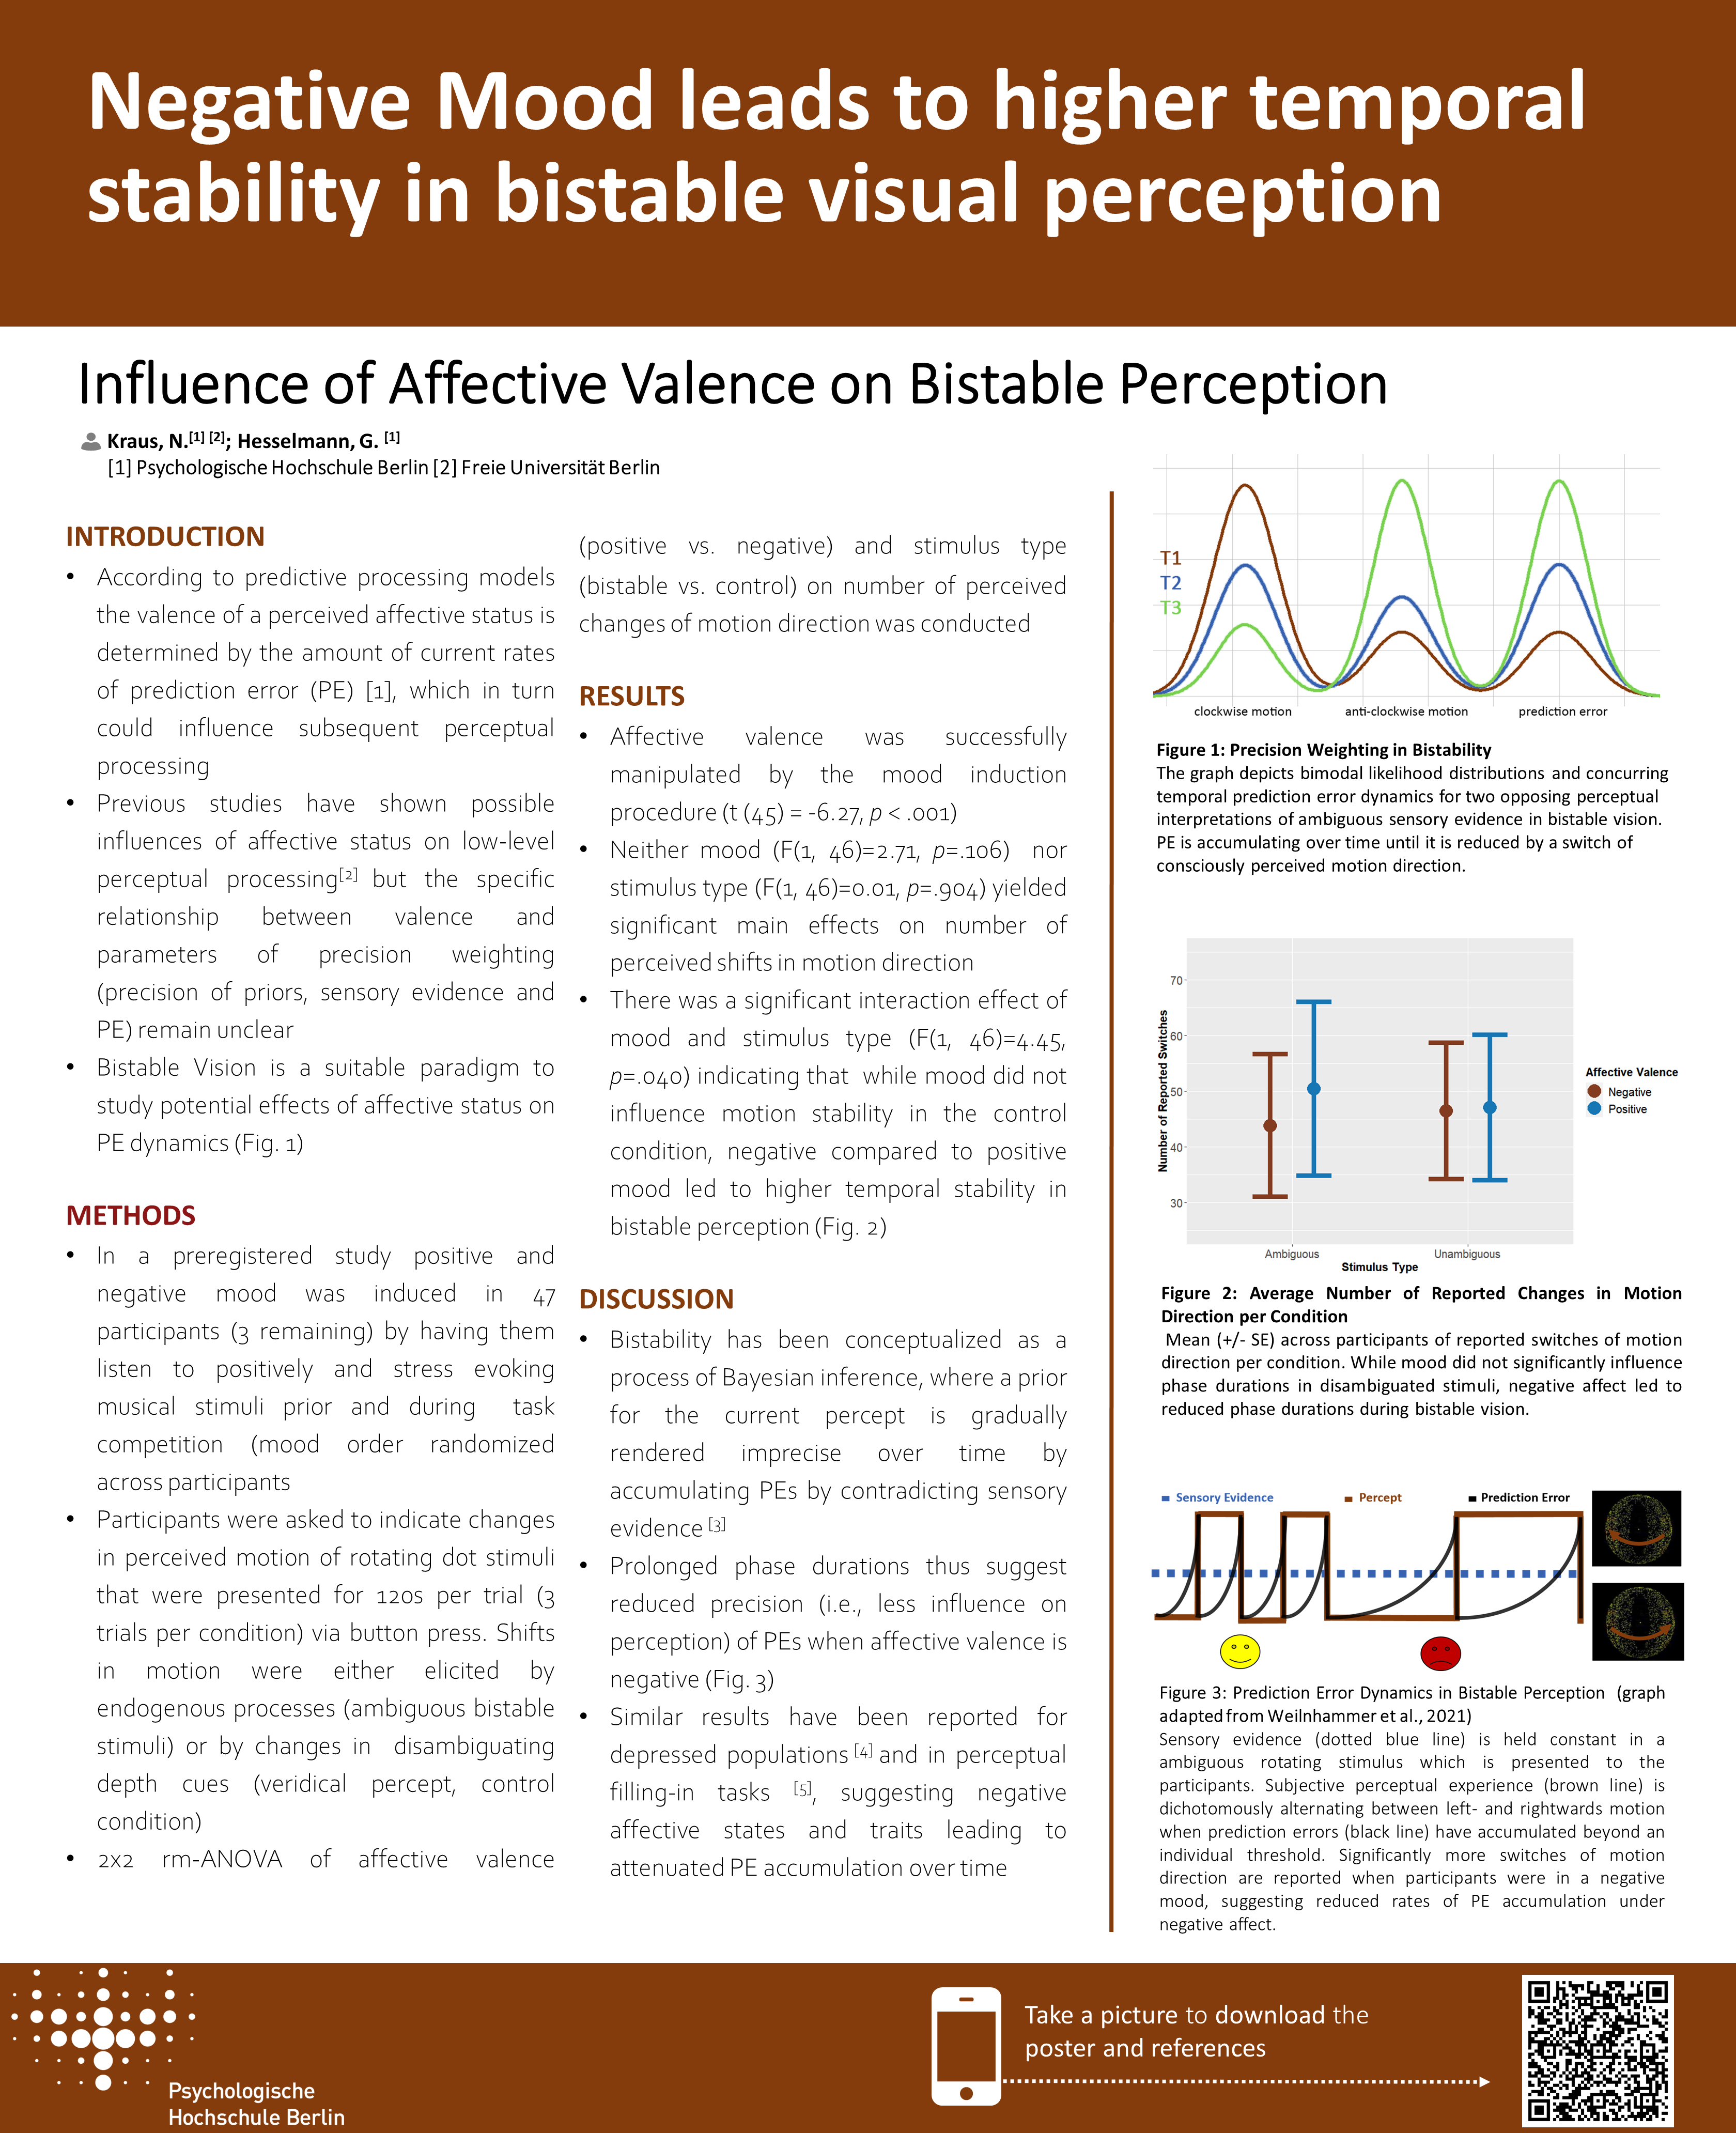 Negative Mood leads to higher temporal
stability in bistable visual perception
Influence of Affective Valence on Bistable Perception
Kraus, N.[1] [2]; Hesselmann, G. [1]
[1] Psychologische Hochschule Berlin [2] Freie Universität Berlin
INTRODUCTION
• According to predictive processing models
the valence of a perceived affective status is
determined by the amount of current rates
of prediction error (PE) [1], which in turn
could influence subsequent perceptual
processing
• Previous studies have shown possible
influences of affective status on low-level
perceptual processing[2] but the specific
relationship between valence and
parameters of precision weighting
(precision of priors, sensory evidence and
PE) remain unclear
• Bistable Vision is a suitable paradigm to
study potential effects of affective status on
PE dynamics (Fig. 1)
METHODS
• In a preregistered study positive and
negative mood was induced in 47
participants (3 remaining) by having them
listen to positively and stress evoking
musical stimuli prior and during task
competition (mood order randomized
across participants
• Participants were asked to indicate changes
in perceived motion of rotating dot stimuli
that were presented for 120s per trial (3
trials per condition) via button press. Shifts
in motion were either elicited by
endogenous processes (ambiguous bistable
stimuli) or by changes in disambiguating
depth cues (veridical percept, control
condition)
• 2x2 rm-ANOVA of affective valence
(positive vs. negative) and stimulus type
(bistable vs. control) on number of perceived
changes of motion direction was conducted
RESULTS
• Affective valence was successfully
manipulated by the mood induction
procedure (t (45) = -6.27, p < .001)
• Neither mood (F(1, 46)=2.71, p=.106) nor
stimulus type (F(1, 46)=0.01, p=.904) yielded
significant main effects on number of
perceived shifts in motion direction
• There was a significant interaction effect of
mood and stimulus type (F(1, 46)=4.45,
p=.040) indicating that while mood did not
influence motion stability in the control
condition, negative compared to positive
mood led to higher temporal stability in
bistable perception (Fig. 2)
DISCUSSION
• Bistability has been conceptualized as a
process of Bayesian inference, where a prior
for the current percept is gradually
rendered imprecise over time by
accumulating PEs by contradicting sensory
evidence [3]
• Prolonged phase durations thus suggest
reduced precision (i.e., less influence on
perception) of PEs when affective valence is
negative (Fig. 3)
• Similar results have been reported for
depressed populations [4] and in perceptual
filling-in tasks [5], suggesting negative
affective states and traits leading to
attenuated PE accumulation over time
T1
T2
T3
clockwise motion anti-clockwise motion prediction error
Figure 1: Precision Weighting in Bistability
The graph depicts bimodal likelihood distributions and concurring
temporal prediction error dynamics for two opposing perceptual
interpretations of ambiguous sensory evidence in bistable vision.
PE is accumulating over time until it is reduced by a switch of
consciously perceived motion direction.
Number of Reported Switches
70
60
50
40
30
Ambiguous Unambiguous
Stimulus Type
Affective Valence
Negative
Positive
Figure 2: Average Number of Reported Changes in Motion
Direction per Condition
Mean (+/- SE) across participants of reported switches of motion
direction per condition. While mood did not significantly influence
phase durations in disambiguated stimuli, negative affect led to
reduced phase durations during bistable vision.
Sensory Evidence Percept Prediction Error
Figure 3: Prediction Error Dynamics in Bistable Perception (graph
adapted from Weilnhammer et al., 2021)
Sensory evidence (dotted blue line) is held constant in a
ambiguous rotating stimulus which is presented to the
participants. Subjective perceptual experience (brown line) is
dichotomously alternating between left- and rightwards motion
when prediction errors (black line) have accumulated beyond an
individual threshold. Significantly more switches of motion
direction are reported when participants were in a negative
mood, suggesting reduced rates of PE accumulation under
negative affect.
Psychologische
Hochschule Berlin
Take a picture to download the
poster and references